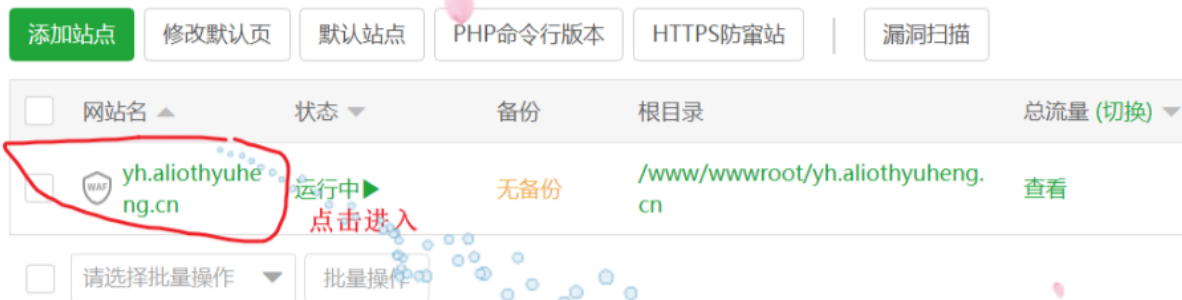 添加站点 修改默认页 默认站点 PHP命令行版本 HTTPS防窜站 漏洞扫描
网站名 状态 备份 根目录 总流量 (切换)
WAF yh.aliothyuhe 运行中 无备份 /www/wwwroot/yh.aliothyuheng. 查看
ng.cn cn
点击进入
请选择批量操作 批量操作